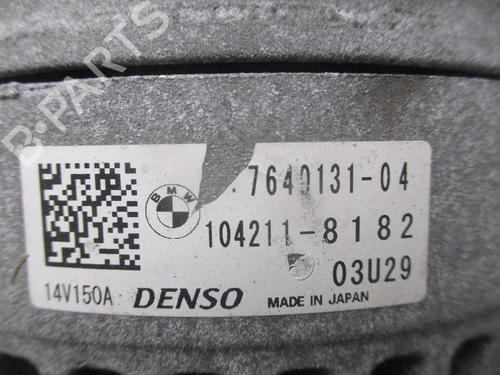 B-PARTS
BMW
7640131-04
104211-8182
03U29
14V150A DENSO MADE IN JAPAN